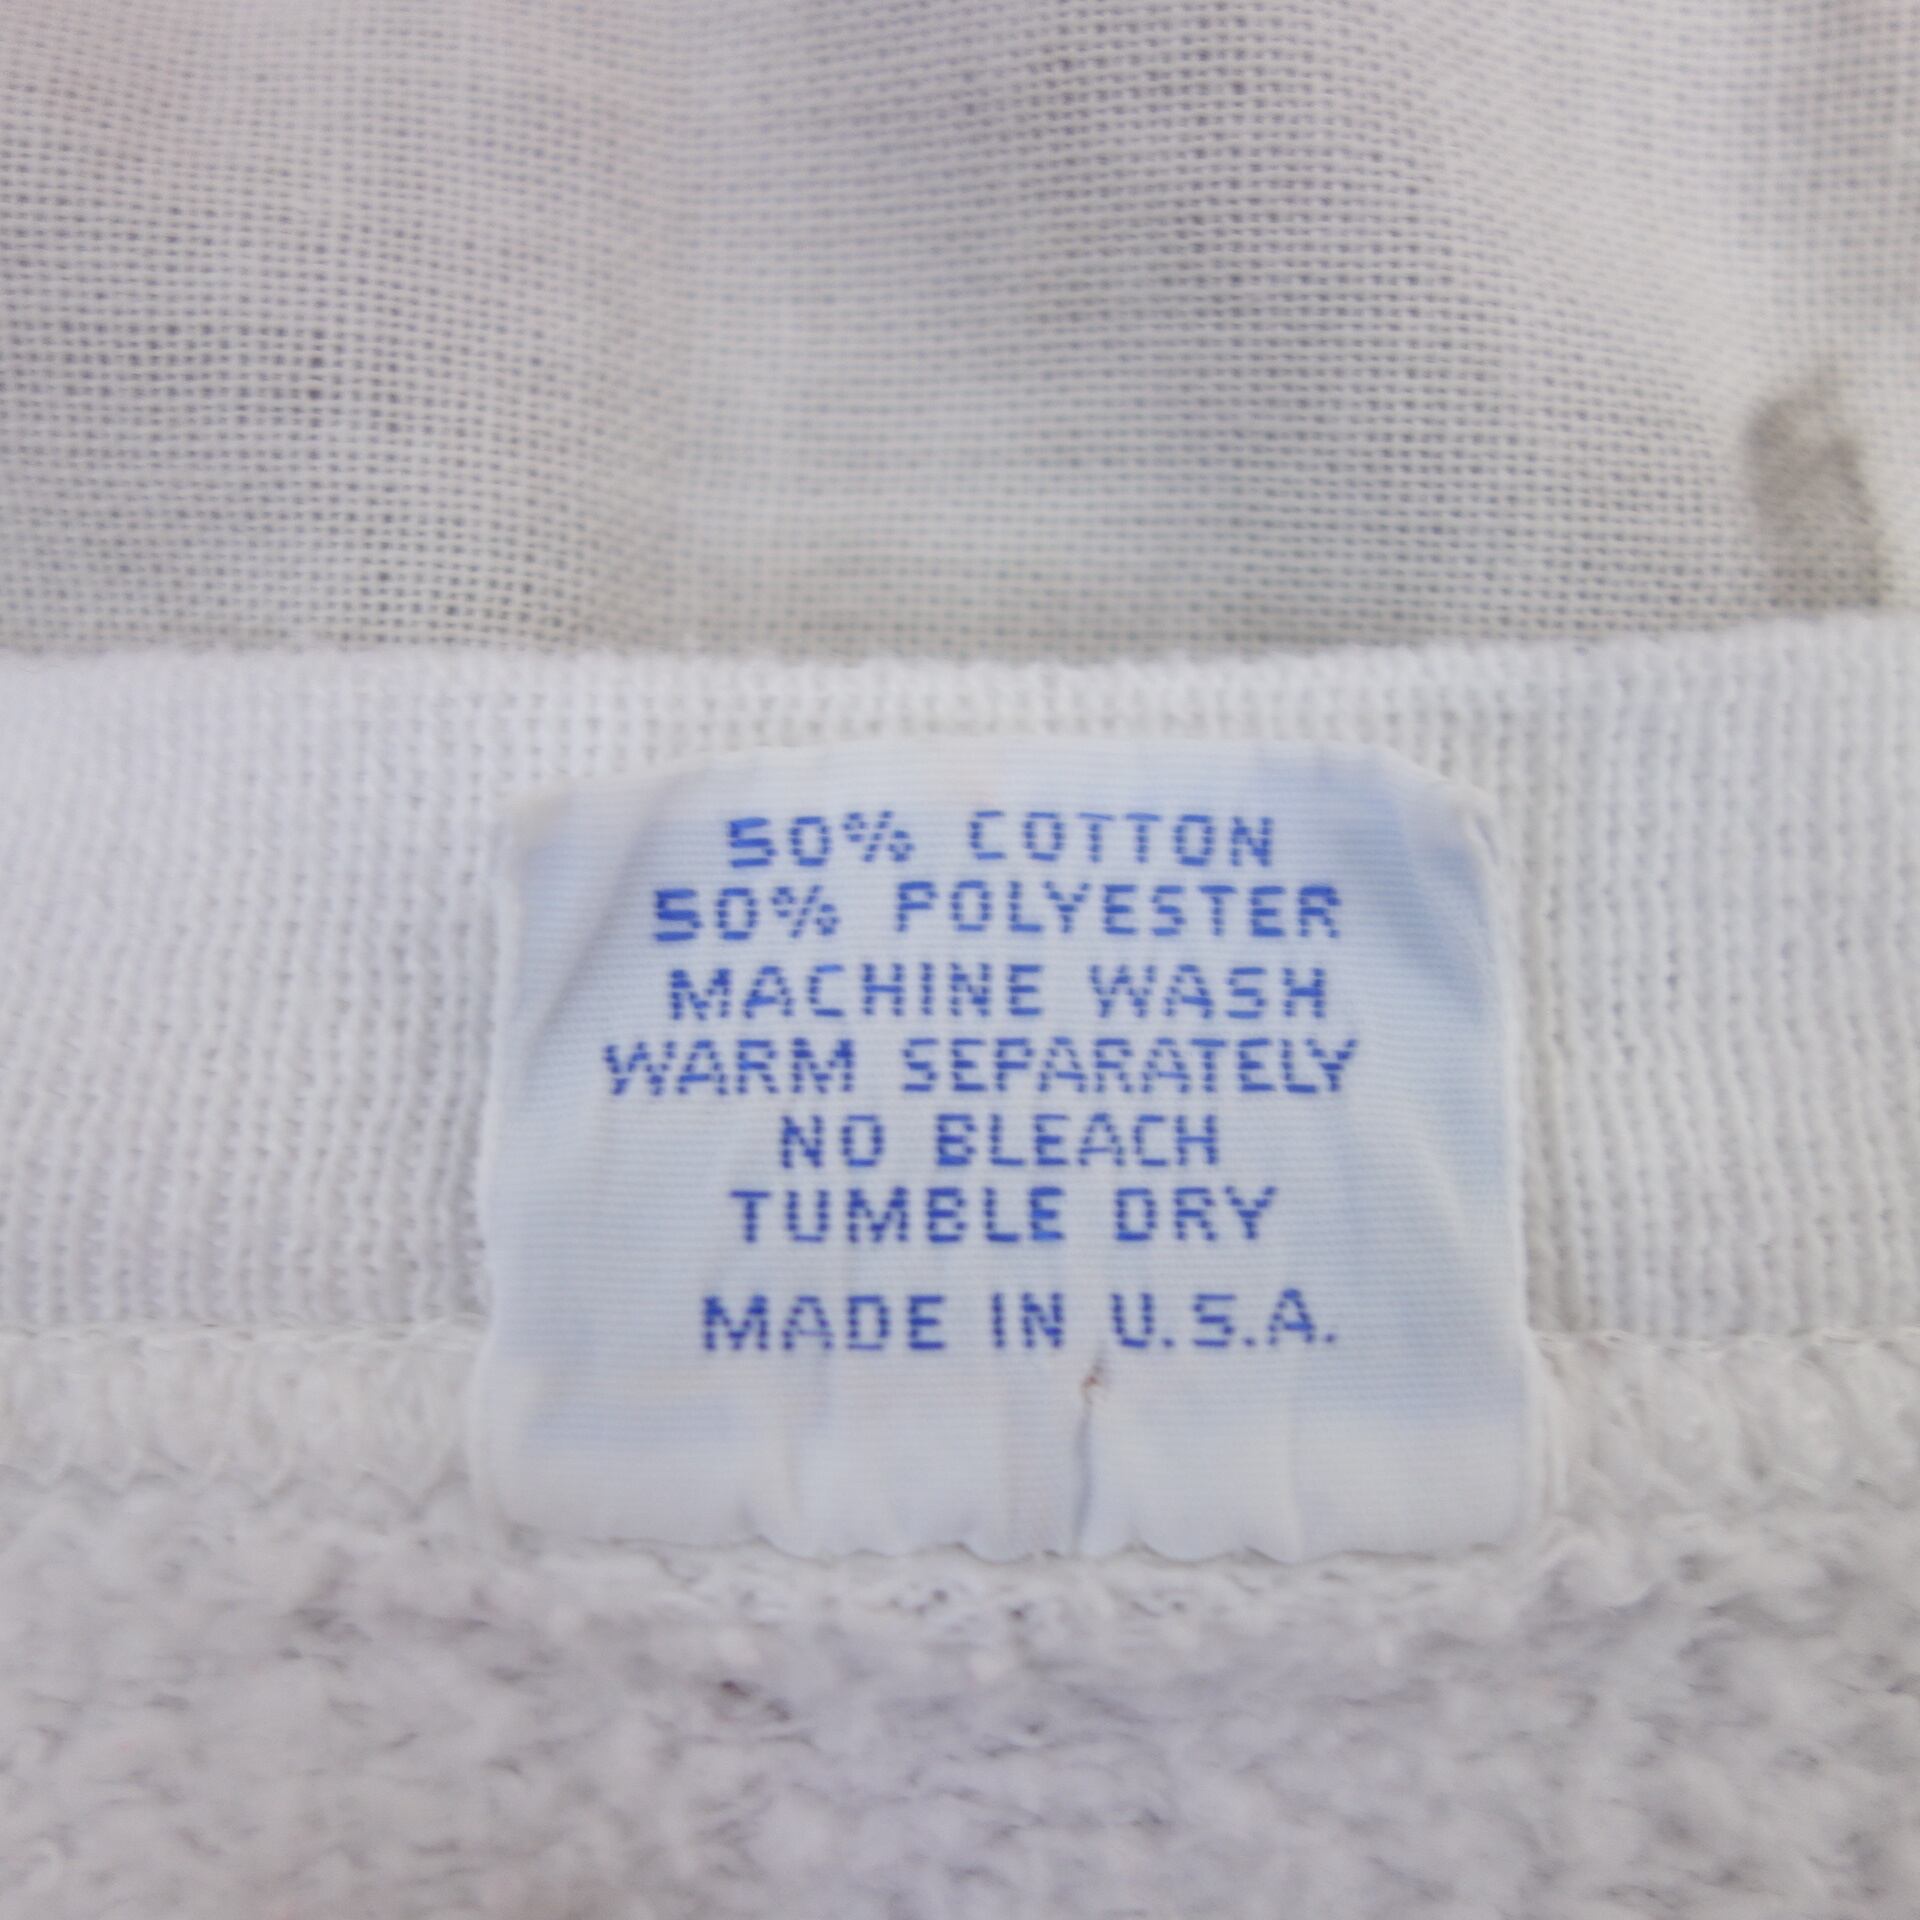 50% COTTON
50% POLYESTER
MACHINE WASH
WARM SEPARATELY
NO BLEACH
TUMBLE DRY
MADE IN U.S.A.